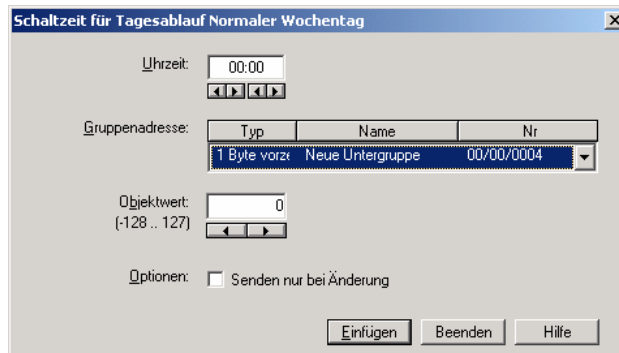 Schaltzeit für Tagesablauf Normaler Wochentag
Uhrzeit: 00:00
Gruppenadresse: Typ Name Nr
1 Byte vorze Neue Untergruppe 00/00/0004
Objektwert: 0
(-128 .. 127)
Optionen: Senden nur bei Änderung
Einfügen Beenden Hilfe